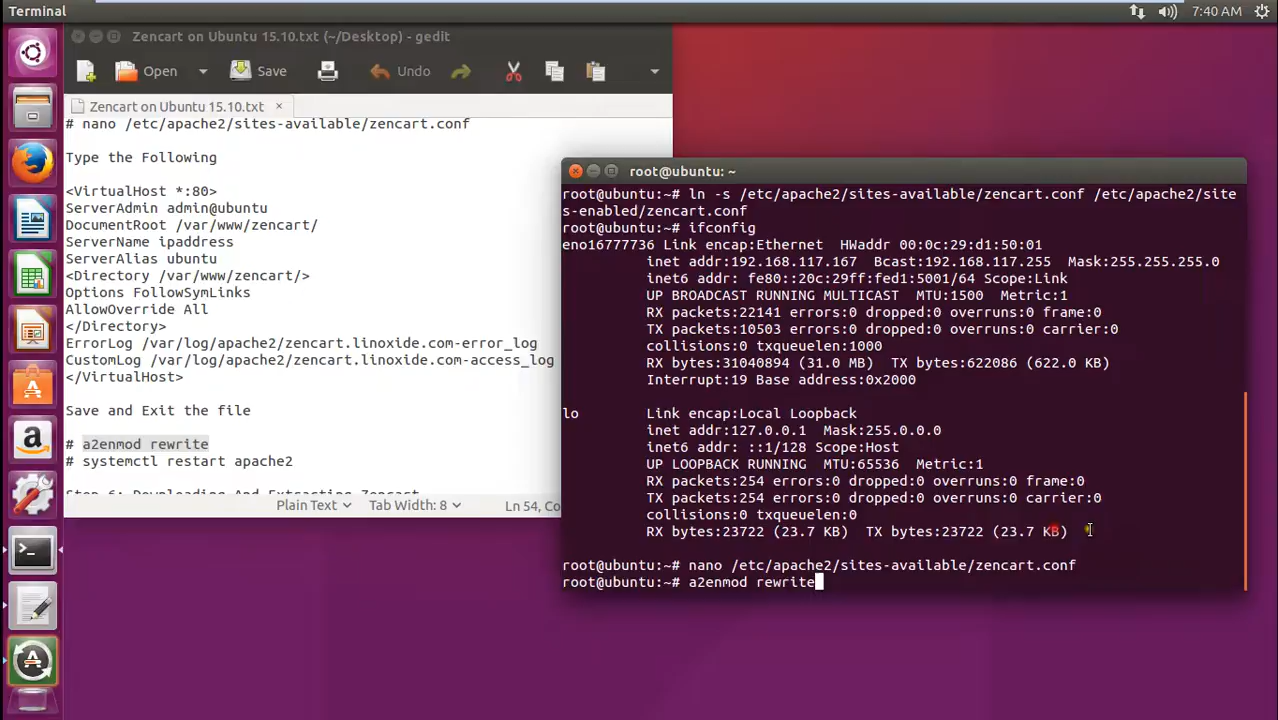 Terminal
7:40 AM
Zencart on Ubuntu 15.10.txt (~/Desktop) - gedit
Open
Save
Undo
Zencart on Ubuntu 15.10.txt ×
# nano /etc/apache2/sites-available/zencart.conf
Type the Following
<VirtualHost *:80>
ServerAdmin admin@ubuntu
DocumentRoot /var/www/zencart/
ServerName ipaddress
ServerAlias ubuntu
<Directory /var/www/zencart/>
Options FollowSymLinks
AllowOverride All
</Directory>
ErrorLog /var/log/apache2/zencart.linoxide.com-error_log
CustomLog /var/log/apache2/zencart.linoxide.com-access_log
</VirtualHost>
Save and Exit the file
# a2enmod rewrite
# systemctl restart apache2
Step 6: Downloading And Extracting Zencart
Plain Text
Tab Width: 8
Ln 54, Co
root@ubuntu: ~
root@ubuntu:~# ln -s /etc/apache2/sites-available/zencart.conf /etc/apache2/site
s-enabled/zencart.conf
root@ubuntu:~# ifconfig
eno16777736 Link encap:Ethernet  HWaddr 00:0c:29:d1:50:01
inet addr:192.168.117.167  Bcast:192.168.117.255  Mask:255.255.255.0
inet6 addr: fe80::20c:29ff:fed1:5001/64 Scope:Link
UP BROADCAST RUNNING MULTICAST  MTU:1500  Metric:1
RX packets:22141 errors:0 dropped:0 overruns:0 frame:0
TX packets:10503 errors:0 dropped:0 overruns:0 carrier:0
collisions:0 txqueuelen:1000
RX bytes:31040894 (31.0 MB)  TX bytes:622086 (622.0 KB)
Interrupt:19 Base address:0x2000
lo        Link encap:Local Loopback
inet addr:127.0.0.1  Mask:255.0.0.0
inet6 addr: ::1/128 Scope:Host
UP LOOPBACK RUNNING  MTU:65536  Metric:1
RX packets:254 errors:0 dropped:0 overruns:0 frame:0
TX packets:254 errors:0 dropped:0 overruns:0 carrier:0
collisions:0 txqueuelen:0
RX bytes:23722 (23.7 KB)  TX bytes:23722 (23.7 KB)
root@ubuntu:~# nano /etc/apache2/sites-available/zencart.conf
root@ubuntu:~# a2enmod rewrite